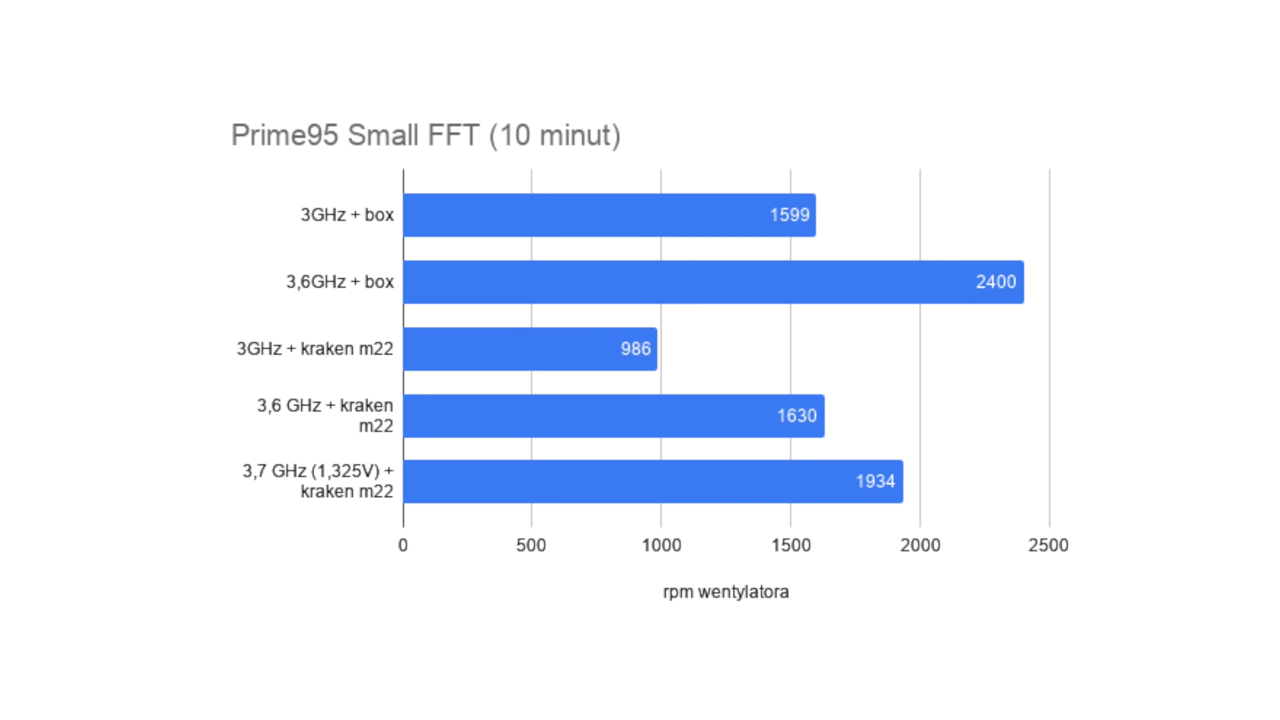 Prime95 Small FFT (10 minut)
3GHz + box
1599
3,6GHz + box
2400
3GHz + kraken m22
986
3,6 GHz + kraken
m22
1630
3,7 GHz (1,325V) +
kraken m22
1934
0 500 1000 1500 2000 2500
rpm wentylatora